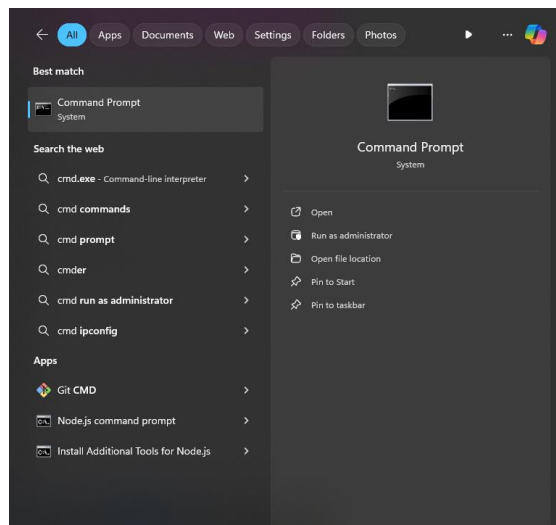 All Apps Documents Web Settings Folders Photos ...
Best match
Command Prompt
System
Search the web
cmd.exe - Command-line interpreter
cmd commands
cmd prompt
cmder
cmd run as administrator
cmd ipconfig
Apps
Git CMD
Node.js command prompt
Install Additional Tools for Node.js
Command Prompt
System
Open
Run as administrator
Open file location
Pin to Start
Pin to taskbar